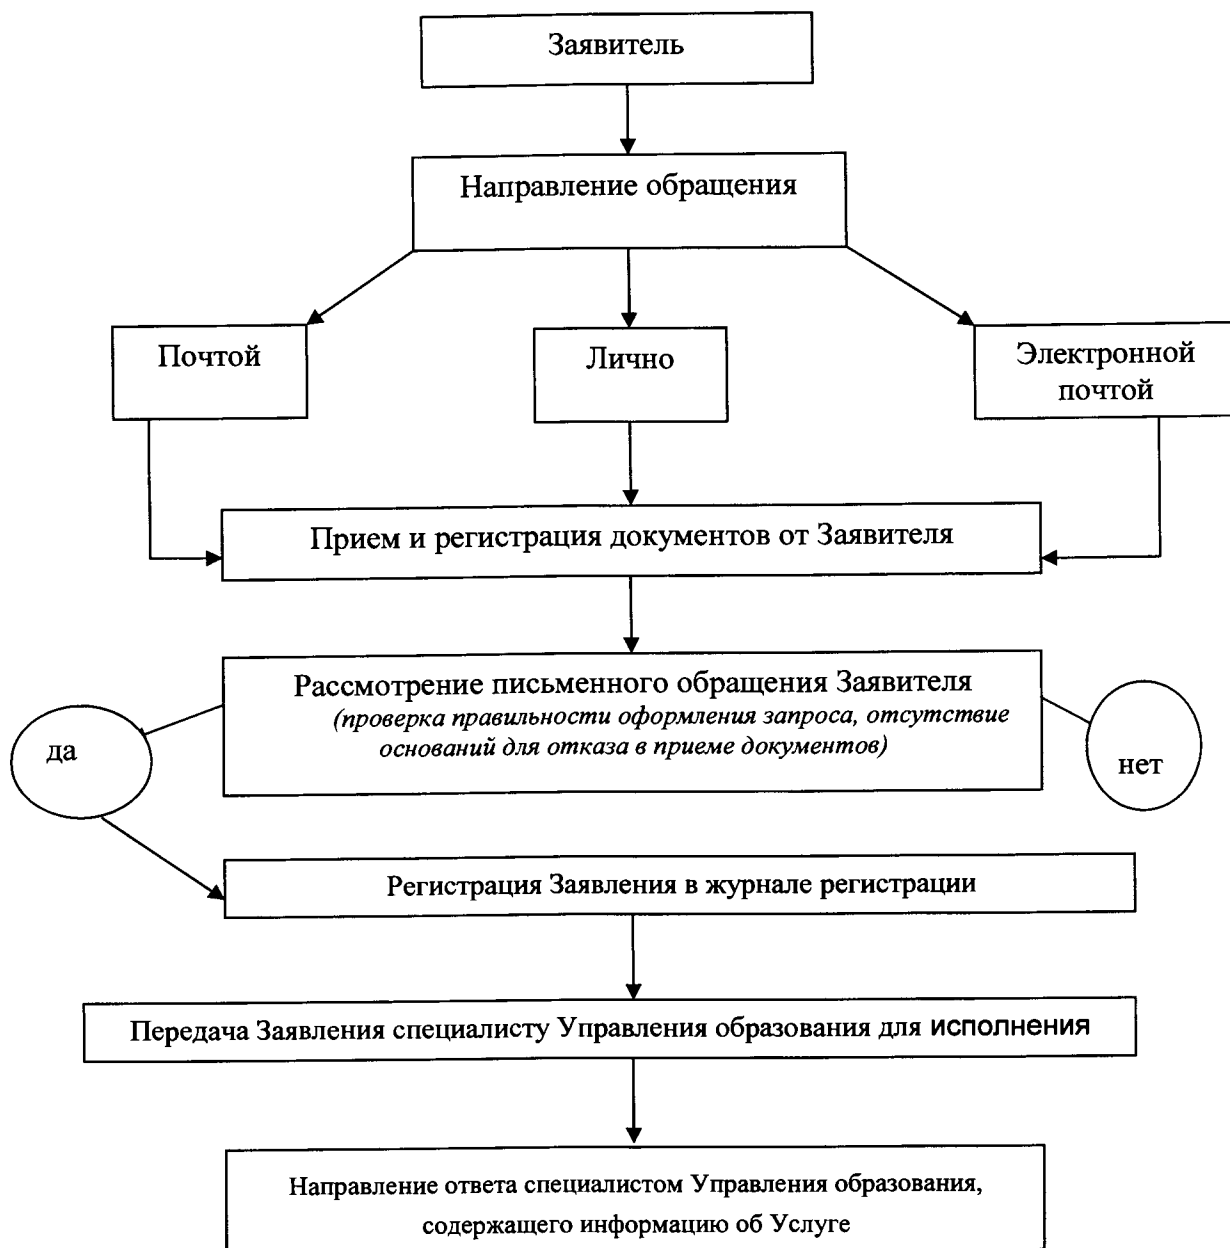 Заявитель
Направление обращения
Почтой
Лично
Электронной
почтой
Прием и регистрация документов от Заявителя
Рассмотрение письменного обращения Заявителя
(проверка правильности оформления запроса, отсутствие
оснований для отказа в приеме документов)
да
нет
Регистрация Заявления в журнале регистрации
Передача Заявления специалисту Управления образования для исполнения
Направление ответа специалистом Управления образования,
содержащего информацию об Услуге